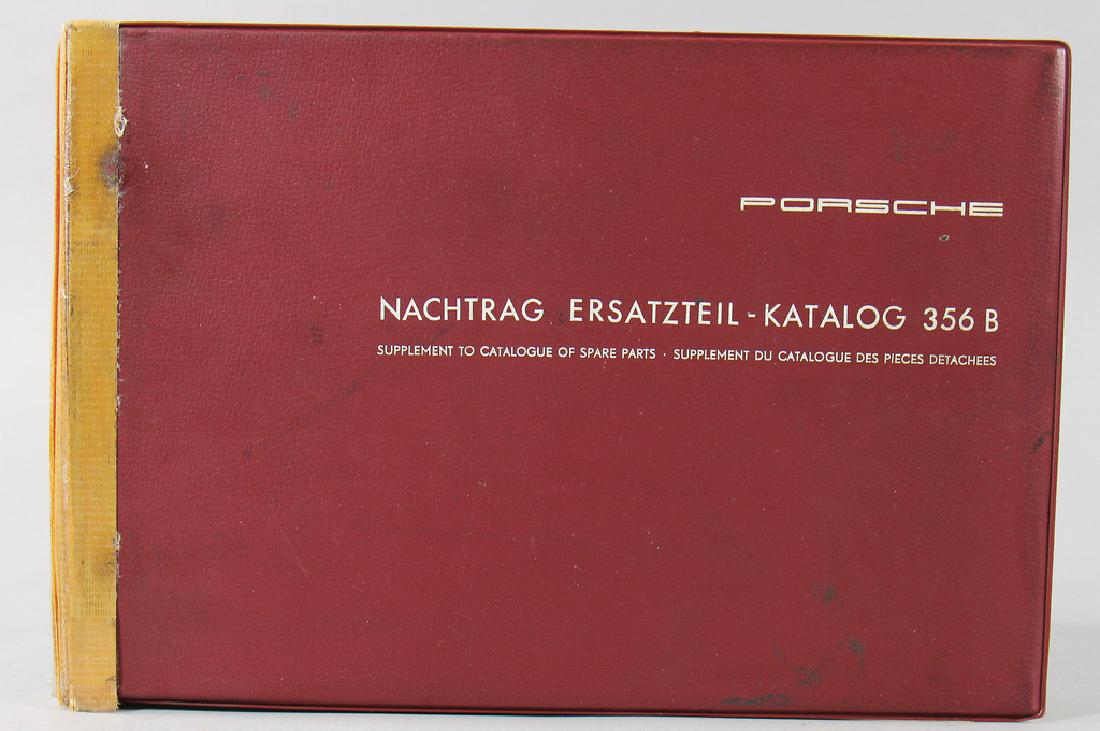 PORSCHE
NACHTRAG ERSATZTEIL - KATALOG 356 B
SUPPLEMENT TO CATALOGUE OF SPARE PARTS · SUPPLEMENT DU CATALOGUE DES PIECES DETACHEES